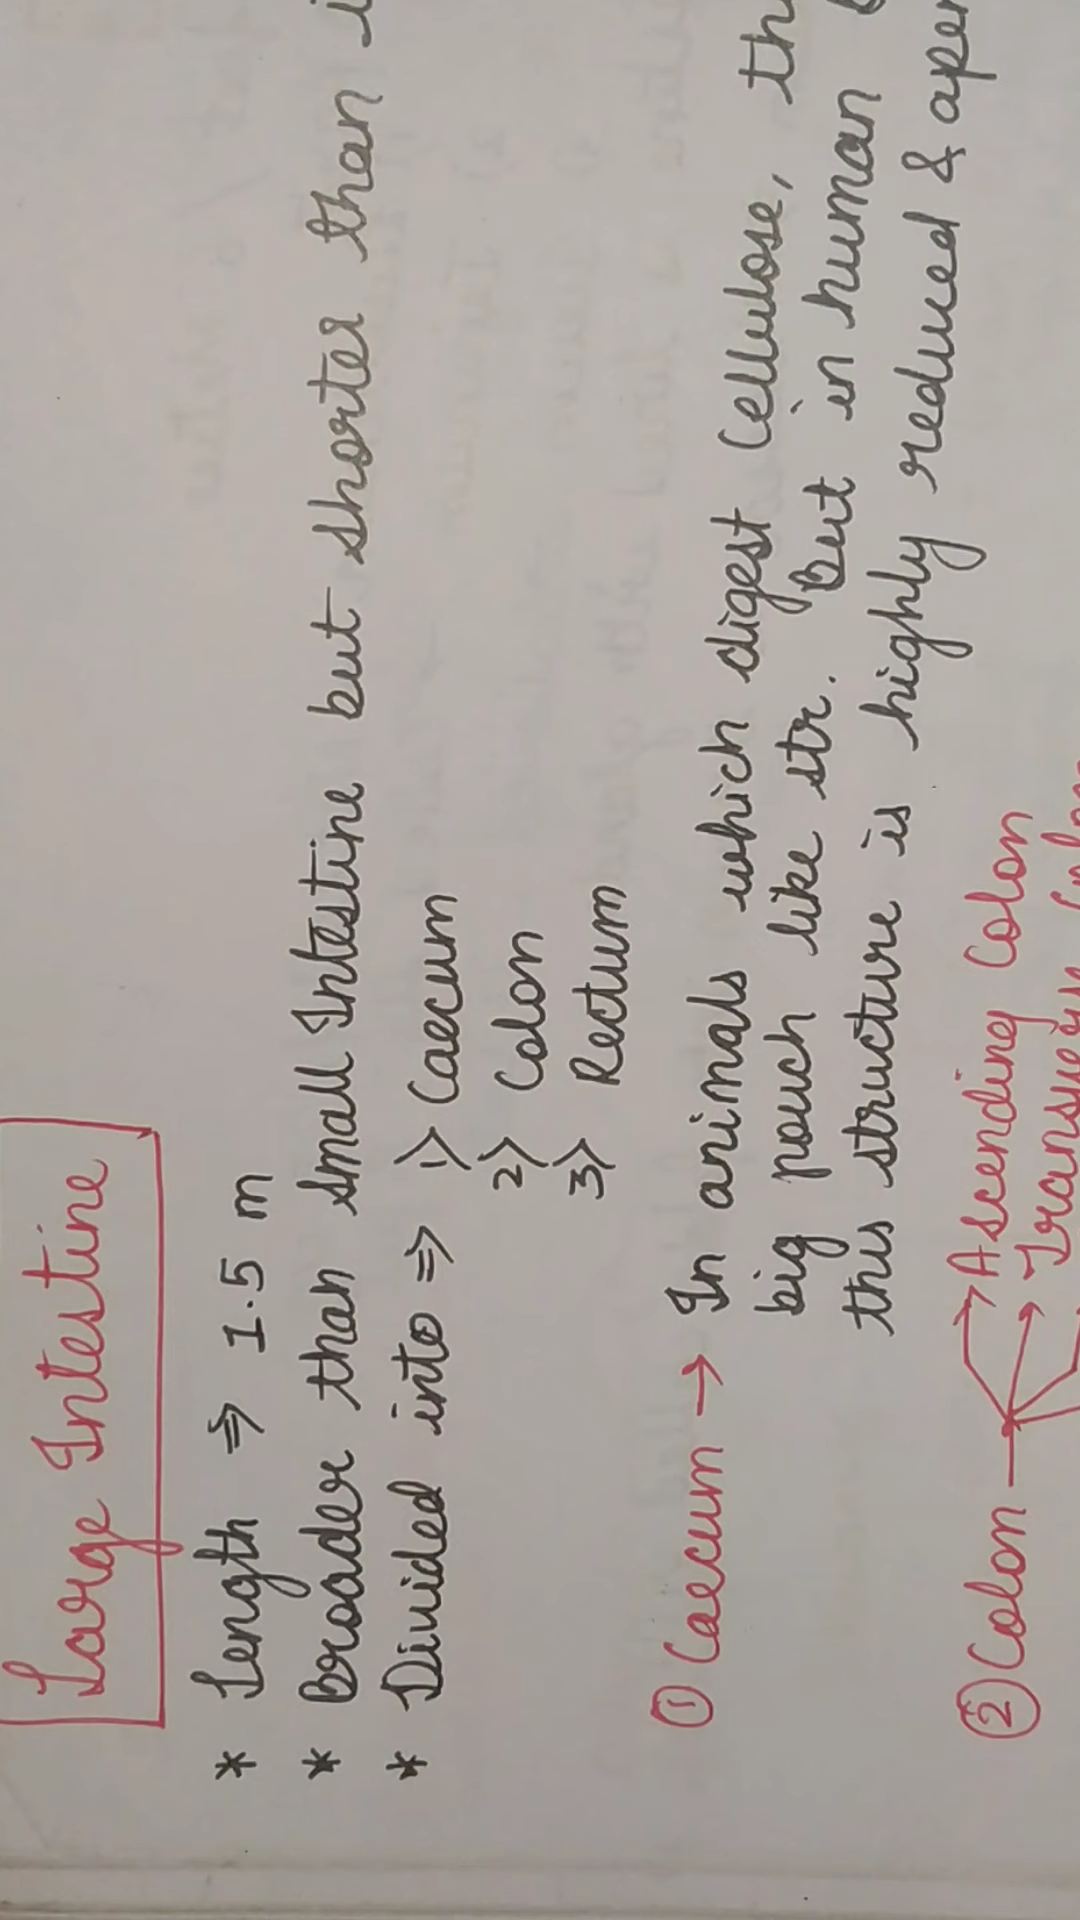 Large Intestine
* Length ⇒ 1.5 m
* Broader than Small Intestine but shorter than
* Divided into ⇒ 1> Caecum
2> Colon
3> Rectum
① Caecum → In animals which digest Cellulose,
big pouch like str. But in human
this structure is highly reduced &
② Colon → Ascending Colon
→ Transverse Colon